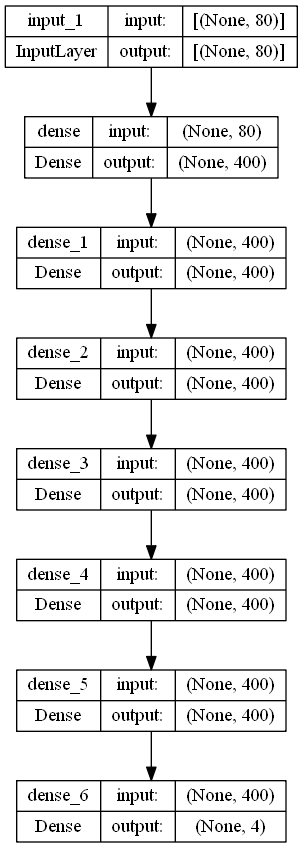 input_1 input: [(None, 80)]
InputLayer output: [(None, 80)]
dense input: (None, 80)
Dense output: (None, 400)
dense_1 input: (None, 400)
Dense output: (None, 400)
dense_2 input: (None, 400)
Dense output: (None, 400)
dense_3 input: (None, 400)
Dense output: (None, 400)
dense_4 input: (None, 400)
Dense output: (None, 400)
dense_5 input: (None, 400)
Dense output: (None, 400)
dense_6 input: (None, 400)
Dense output: (None, 4)